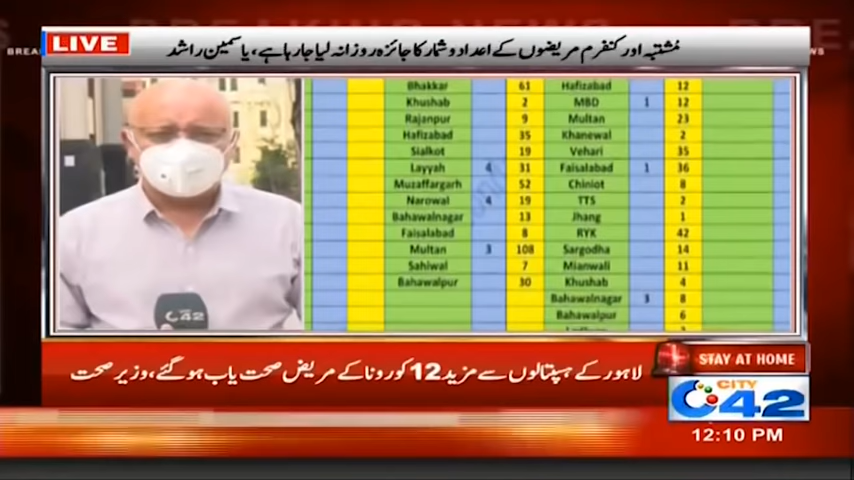 BREAKING NEWS
LIVE
مشتبہ اور کنفرم مریضوں کے اعداد و شمار کا جائزہ روزانہ لیا جا رہا ہے، یاسمین راشد
Bhakkar 61 Hafizabad 12
Khushab 2 MBD 1 12
Rajanpur 9 Multan 23
Hafizabad 35 Khanewal 2
Sialkot 19 Vehari 35
Layyah 4 31 Faisalabad 1 36
Muzaffargarh 52 Chiniot 8
Narowal 4 19 TTS 2
Bahawalnagar 13 Jhang 1
Faisalabad 8 RYK 42
Multan 3 108 Sargodha 14
Sahiwal 7 Mianwali 11
Bahawalpur 30 Khushab 4
Bahawalnagar 3 8
Bahawalpur 6
42
لاہور کے ہسپتالوں سے مزید 12 کورونا کے مریض صحت یاب ہو گئے، وزیر صحت
STAY AT HOME
CITY
42
12:10 PM